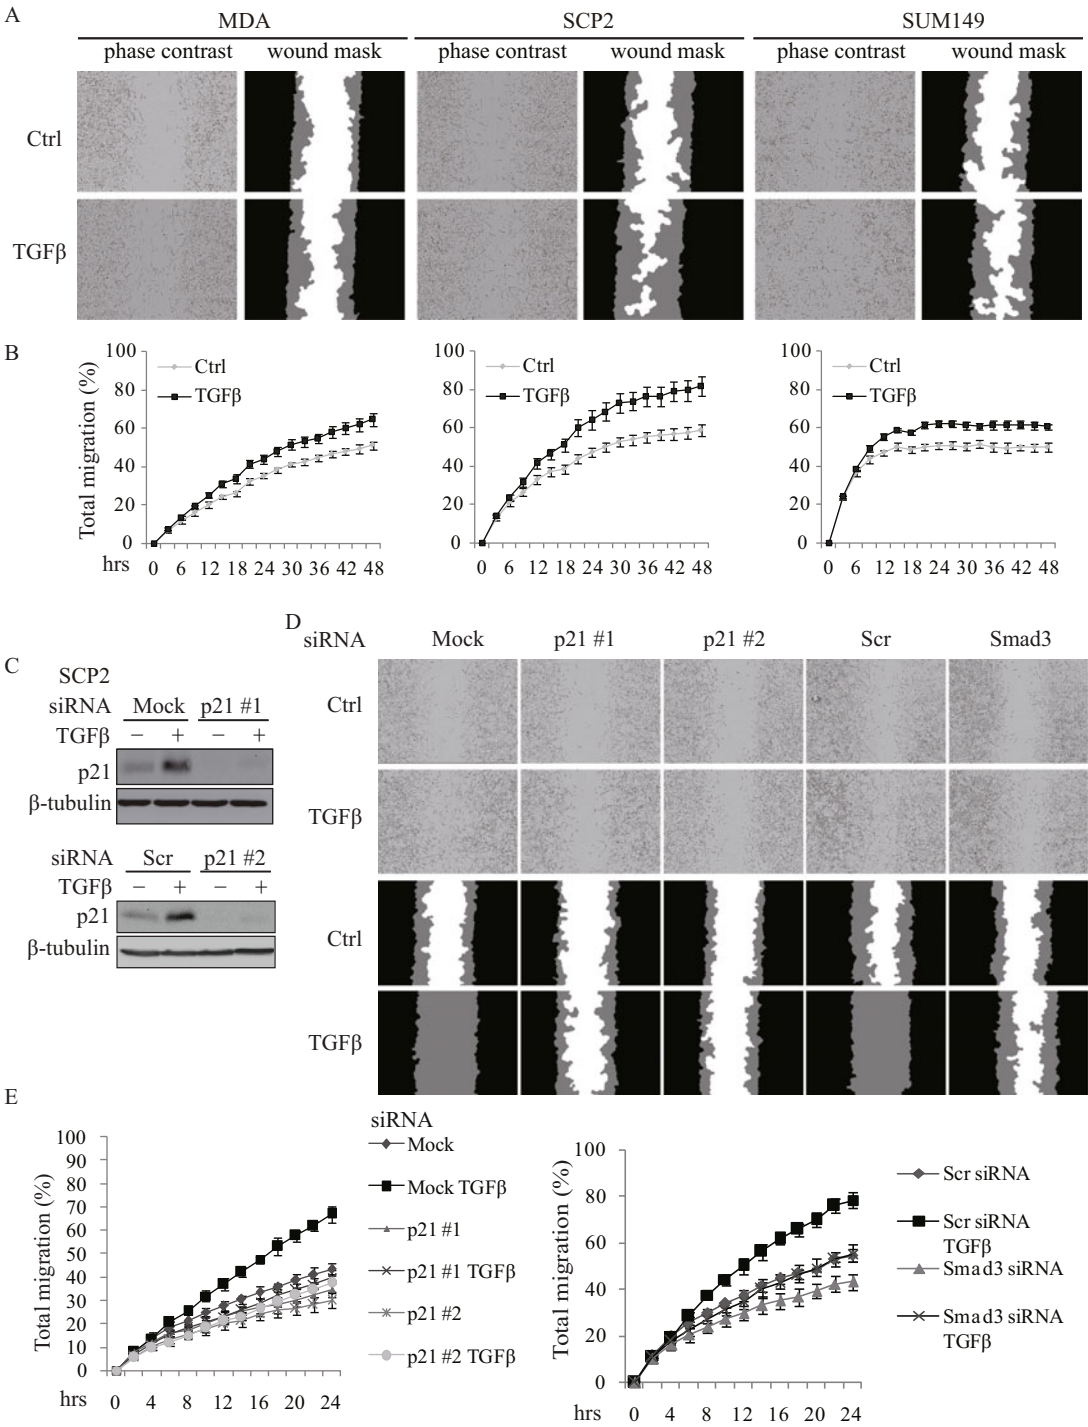 A
MDA SCP2 SUM149
phase contrast wound mask phase contrast wound mask phase contrast wound mask
Ctrl
TGFβ
B
Total migration (%)
100
80
60
40
20
0
Ctrl
TGFβ
hrs 0 6 12 18 24 30 36 42 48
100
80
60
40
20
0
Ctrl
TGFβ
0 6 12 18 24 30 36 42 48
100
80
60
40
20
0
Ctrl
TGFβ
0 6 12 18 24 30 36 42 48
C
SCP2
siRNA Mock p21 #1
TGFβ − + − +
p21
β-tubulin
siRNA Scr p21 #2
TGFβ − + − +
p21
β-tubulin
D
siRNA Mock p21 #1 p21 #2 Scr Smad3
Ctrl
TGFβ
Ctrl
TGFβ
E
Total migration (%)
100
90
80
70
60
50
40
30
20
10
0
hrs 0 4 8 12 16 20 24
siRNA
Mock
Mock TGFβ
p21 #1
p21 #1 TGFβ
p21 #2
p21 #2 TGFβ
Total migration (%)
100
80
60
40
20
0
hrs 0 4 8 12 16 20 24
Scr siRNA
Scr siRNA
TGFβ
Smad3 siRNA
Smad3 siRNA
TGFβ